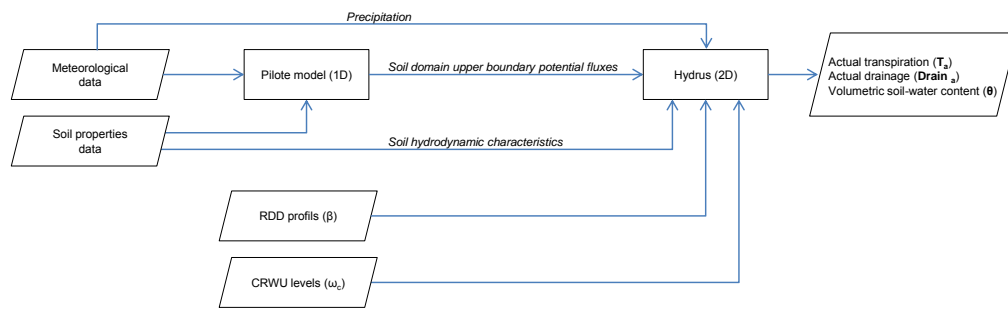 Precipitation
Meteorological
data
Pilote model (1D)
Soil domain upper boundary potential fluxes
Hydrus (2D)
Actual transpiration (Tₐ)
Actual drainage (Drain ₐ)
Volumetric soil-water content (θ)
Soil properties
data
Soil hydrodynamic characteristics
RDD profils (β)
CRWU levels (ω_c)